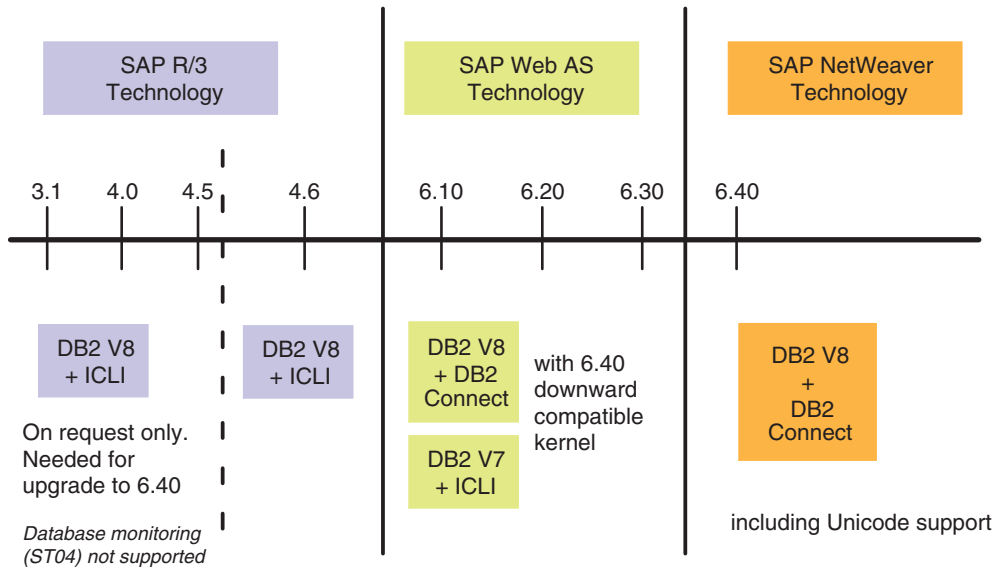 SAP R/3
Technology
SAP Web AS
Technology
SAP NetWeaver
Technology
3.1
4.0
4.5
4.6
6.10
6.20
6.30
6.40
DB2 V8
+ ICLI
On request only.
Needed for
upgrade to 6.40
Database monitoring
(ST04) not supported
DB2 V8
+ ICLI
DB2 V8
+ DB2
Connect
with 6.40
downward
compatible
kernel
DB2 V7
+ ICLI
DB2 V8
+
DB2
Connect
including Unicode support